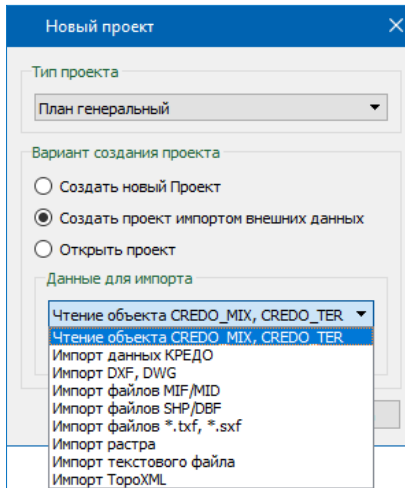 Новый проект
Тип проекта
План генеральный
Вариант создания проекта
Создать новый Проект
Создать проект импортом внешних данных
Открыть проект
Данные для импорта
Чтение объекта CREDO_MIX, CREDO_TER
Чтение объекта CREDO_MIX, CREDO_TER
Импорт данных КРЕДО
Импорт DXF, DWG
Импорт файлов MIF/MID
Импорт файлов SHP/DBF
Импорт файлов *.txf, *.sxf
Импорт растра
Импорт текстового файла
Импорт TopoXML